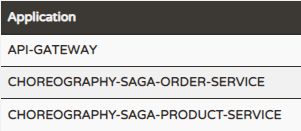 Application
API-GATEWAY
CHOREOGRAPHY-SAGA-ORDER-SERVICE
CHOREOGRAPHY-SAGA-PRODUCT-SERVICE